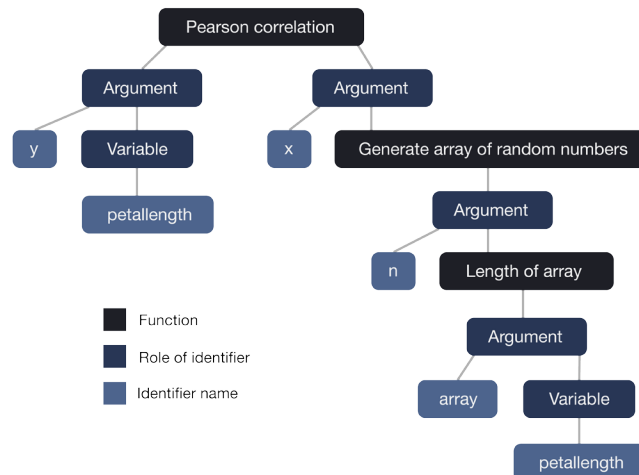 Pearson correlation
Argument
Argument
y
Variable
x
Generate array of random numbers
petallength
Argument
n
Length of array
Function
Argument
Role of identifier
Identifier name
array
Variable
petallength